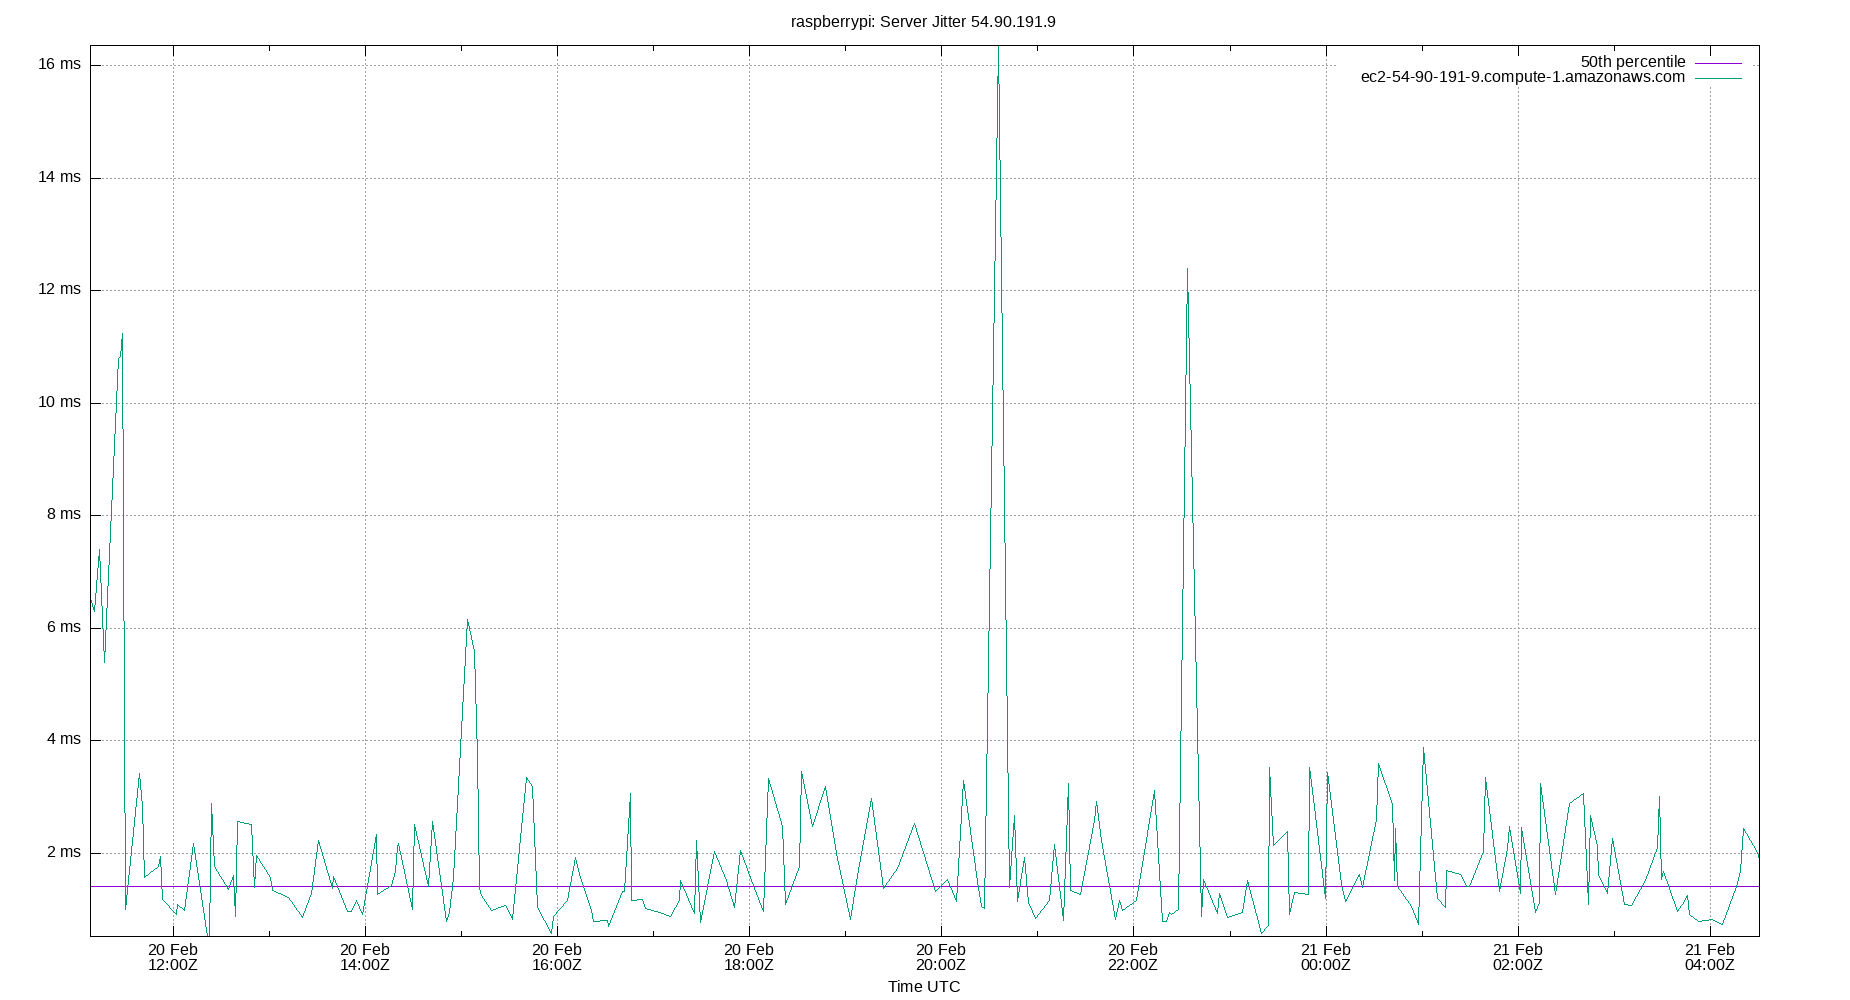 raspberrypi: Server Jitter 54.90.191.9
50th percentile
ec2-54-90-191-9.compute-1.amazonaws.com
16 ms
14 ms
12 ms
10 ms
8 ms
6 ms
4 ms
2 ms
20 Feb 20 Feb 20 Feb 20 Feb 20 Feb 20 Feb 21 Feb 21 Feb 21 Feb
12:00Z 14:00Z 16:00Z 18:00Z 20:00Z 22:00Z 00:00Z 02:00Z 04:00Z
Time UTC